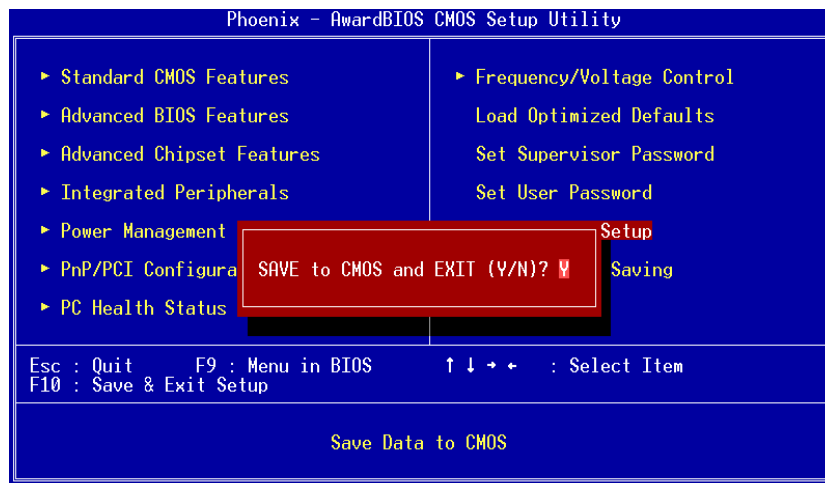 Phoenix - AwardBIOS CMOS Setup Utility
► Standard CMOS Features
► Advanced BIOS Features
► Advanced Chipset Features
► Integrated Peripherals
► Power Management
► PnP/PCI Configura
► PC Health Status
► Frequency/Voltage Control
Load Optimized Defaults
Set Supervisor Password
Set User Password
Setup
Saving
SAVE to CMOS and EXIT (Y/N)? Y
Esc : Quit F9 : Menu in BIOS ↑ ↓ → ← : Select Item
F10 : Save & Exit Setup
Save Data to CMOS